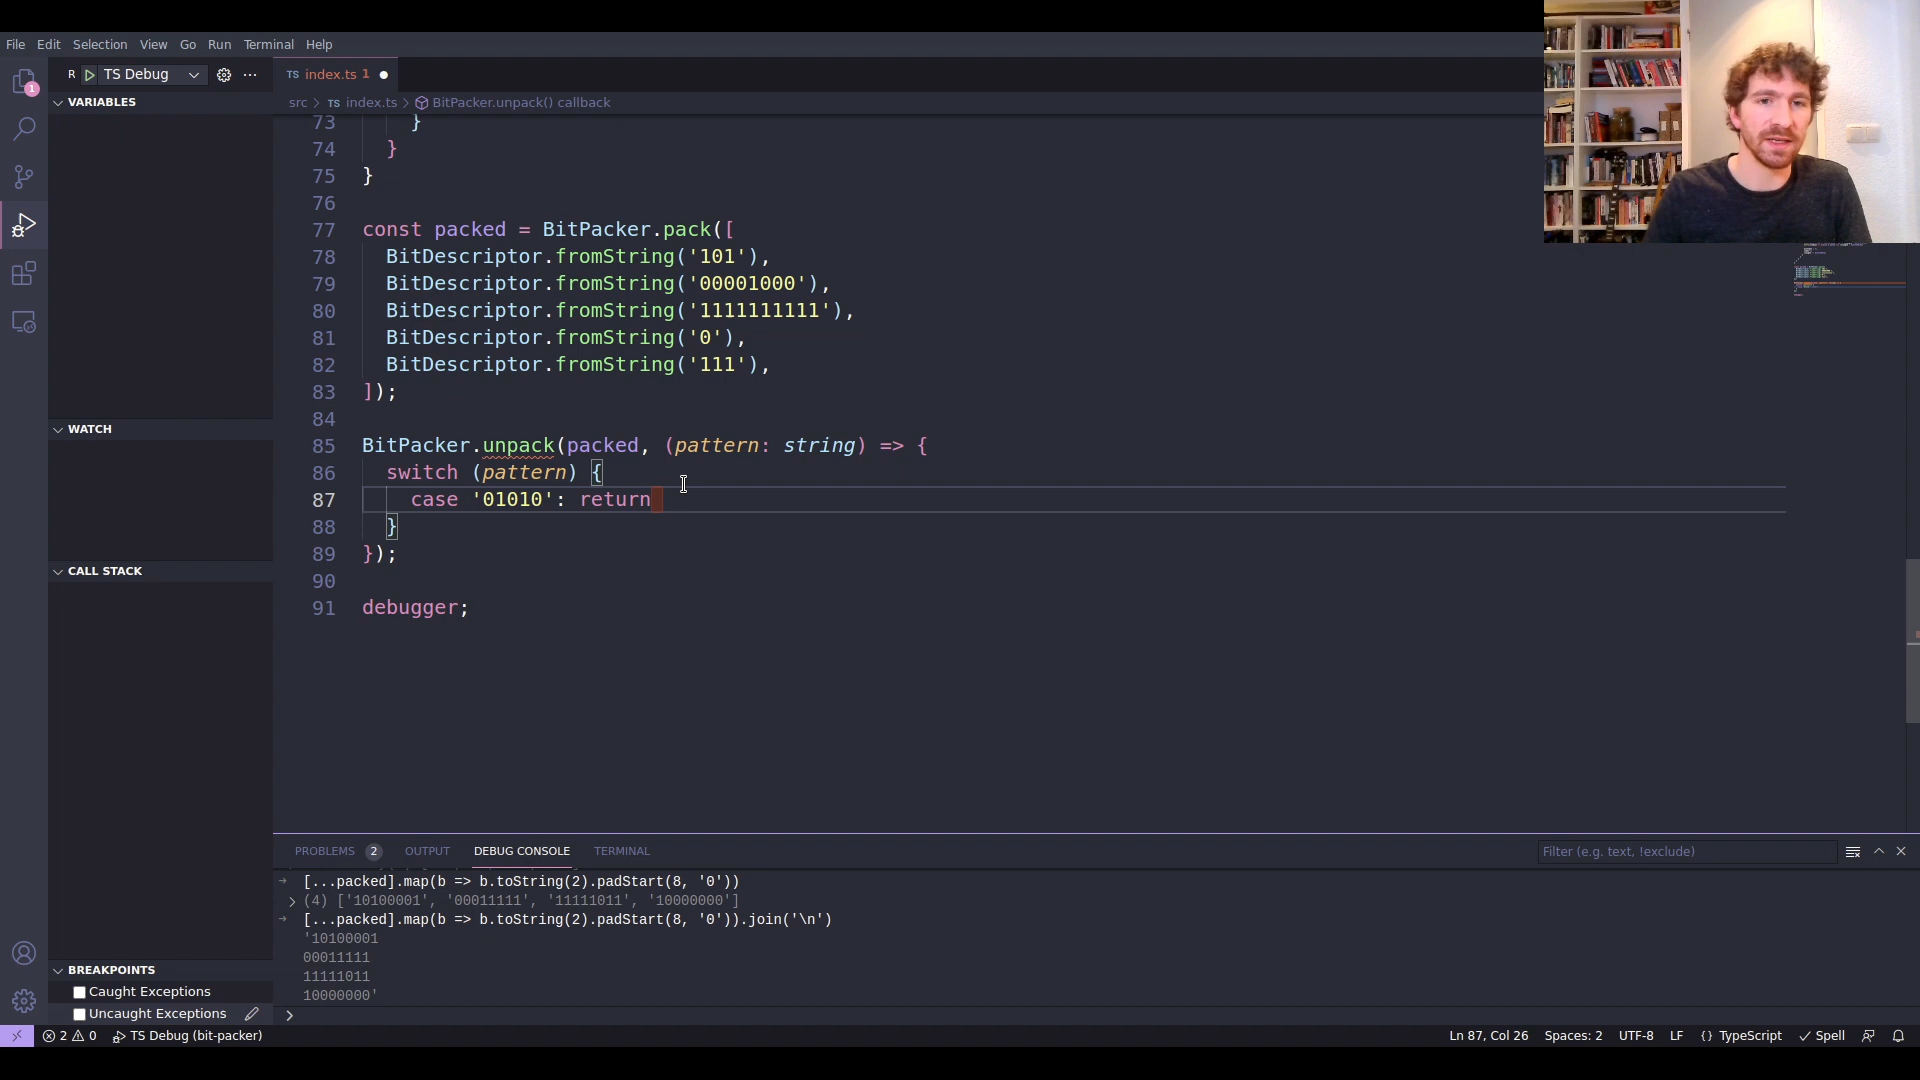 File Edit Selection View Go Run Terminal Help
R TS Debug
TS index.ts 1
VARIABLES
src > TS index.ts > BitPacker.unpack() callback
73 }
74 }
75 }
76
77 const packed = BitPacker.pack([
78 BitDescriptor.fromString('101'),
79 BitDescriptor.fromString('00001000'),
80 BitDescriptor.fromString('1111111111'),
81 BitDescriptor.fromString('0'),
82 BitDescriptor.fromString('111'),
83 ]);
84
85 BitPacker.unpack(packed, (pattern: string) => {
86 switch (pattern) {
87 case '01010': return
88 }
89 });
90
91 debugger;
WATCH
CALL STACK
BREAKPOINTS
Caught Exceptions
Uncaught Exceptions
PROBLEMS 2 OUTPUT DEBUG CONSOLE TERMINAL
Filter (e.g. text, !exclude)
[...packed].map(b => b.toString(2).padStart(8, '0'))
(4) ['10100001', '00011111', '11111011', '10000000']
[...packed].map(b => b.toString(2).padStart(8, '0')).join('\n')
'10100001
00011111
11111011
10000000'
2 0 TS Debug (bit-packer)
Ln 87, Col 26 Spaces: 2 UTF-8 LF {} TypeScript Spell